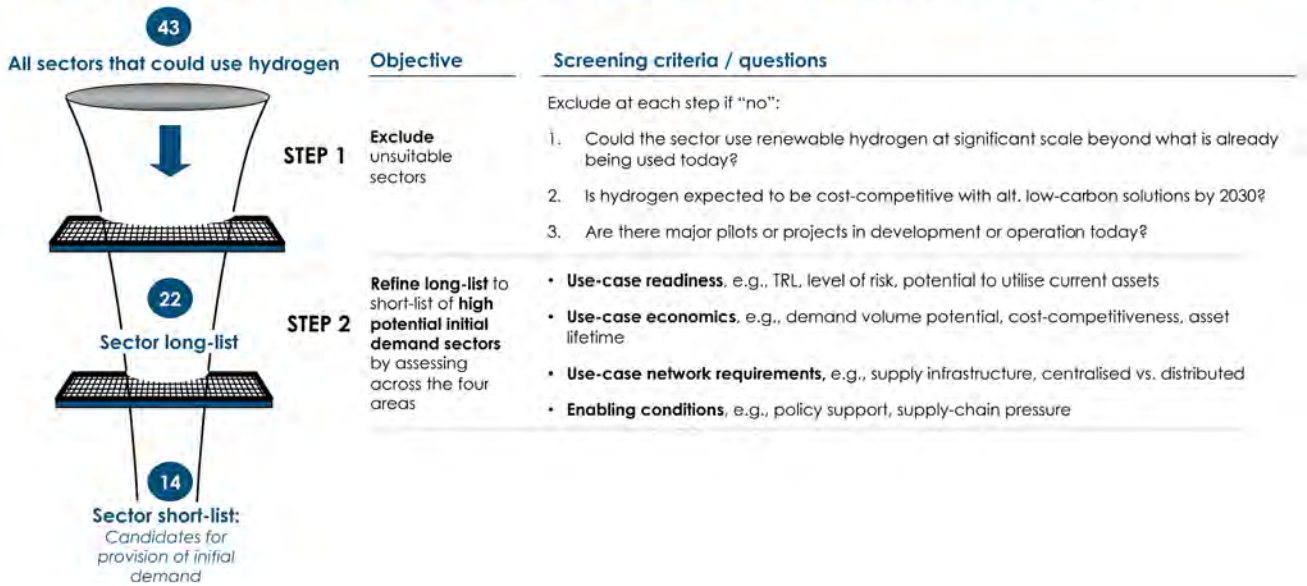 43
All sectors that could use hydrogen
Objective
Screening criteria / questions
STEP 1
Exclude
unsuitable
sectors
Exclude at each step if "no":
1. Could the sector use renewable hydrogen at significant scale beyond what is already
being used today?
2. Is hydrogen expected to be cost-competitive with alt. low-carbon solutions by 2030?
3. Are there major pilots or projects in development or operation today?
22
Sector long-list
STEP 2
Refine long-list to
short-list of high
potential initial
demand sectors
by assessing
across the four
areas
• Use-case readiness, e.g., TRL, level of risk, potential to utilise current assets
• Use-case economics, e.g., demand volume potential, cost-competitiveness, asset
lifetime
• Use-case network requirements, e.g., supply infrastructure, centralised vs. distributed
• Enabling conditions, e.g., policy support, supply-chain pressure
14
Sector short-list:
Candidates for
provision of initial
demand